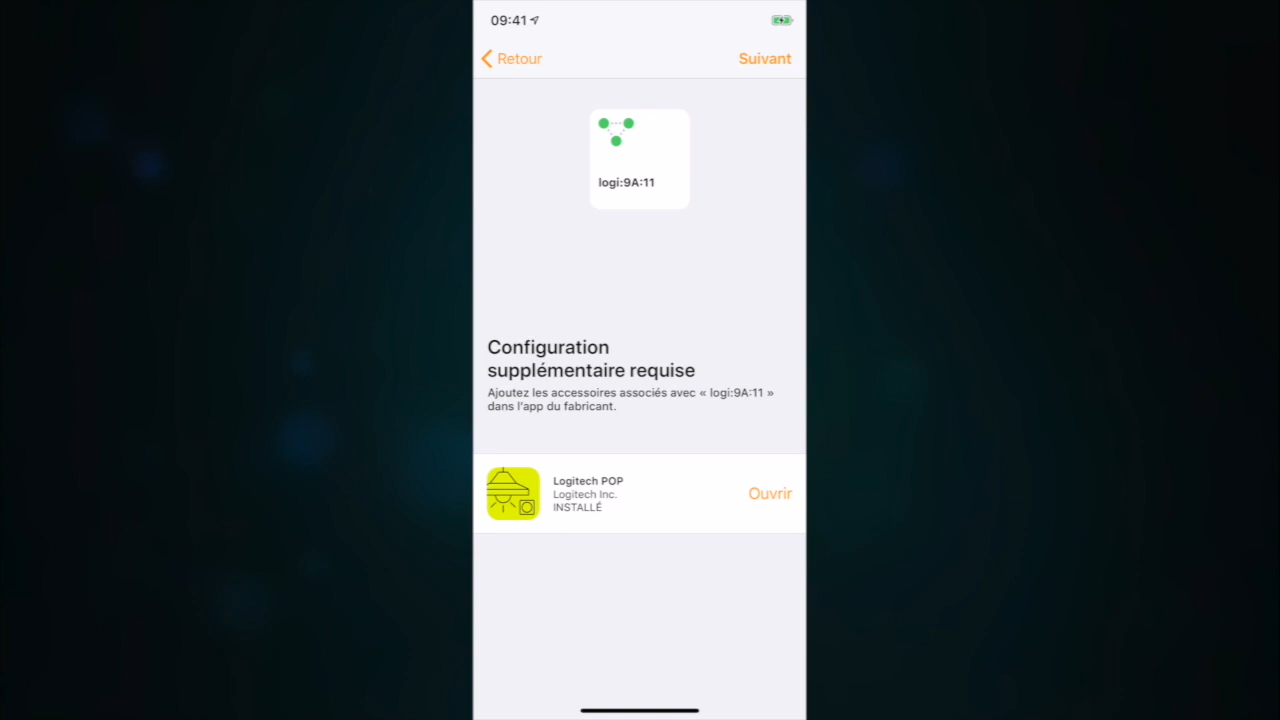 09:41
Retour
Suivant
logi:9A:11
Configuration
supplémentaire requise
Ajoutez les accessoires associés avec « logi:9A:11 »
dans l'app du fabricant.
Logitech POP
Logitech Inc.
INSTALLÉ
Ouvrir